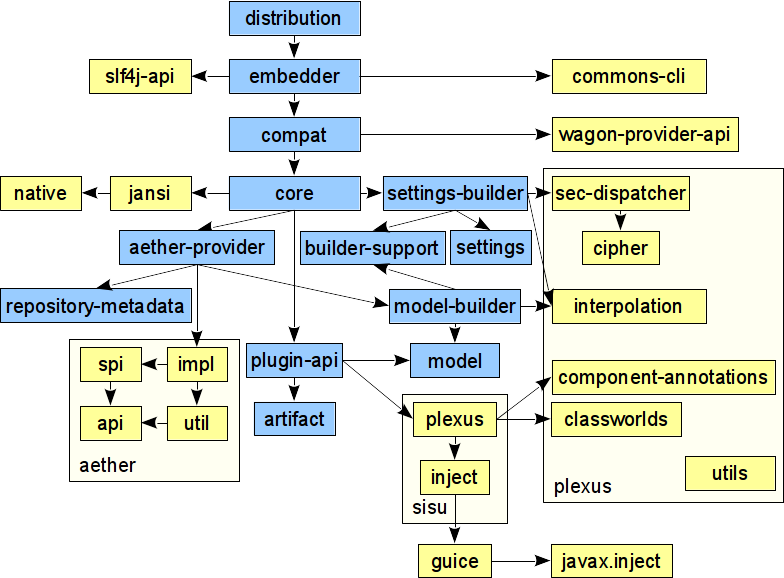 distribution
slf4j-api
embedder
commons-cli
compat
wagon-provider-api
native
jansi
core
settings-builder
sec-dispatcher
aether-provider
builder-support
settings
cipher
repository-metadata
model-builder
interpolation
spi
impl
plugin-api
model
component-annotations
api
util
artifact
plexus
classworlds
aether
inject
utils
plexus
sisu
guice
javax.inject